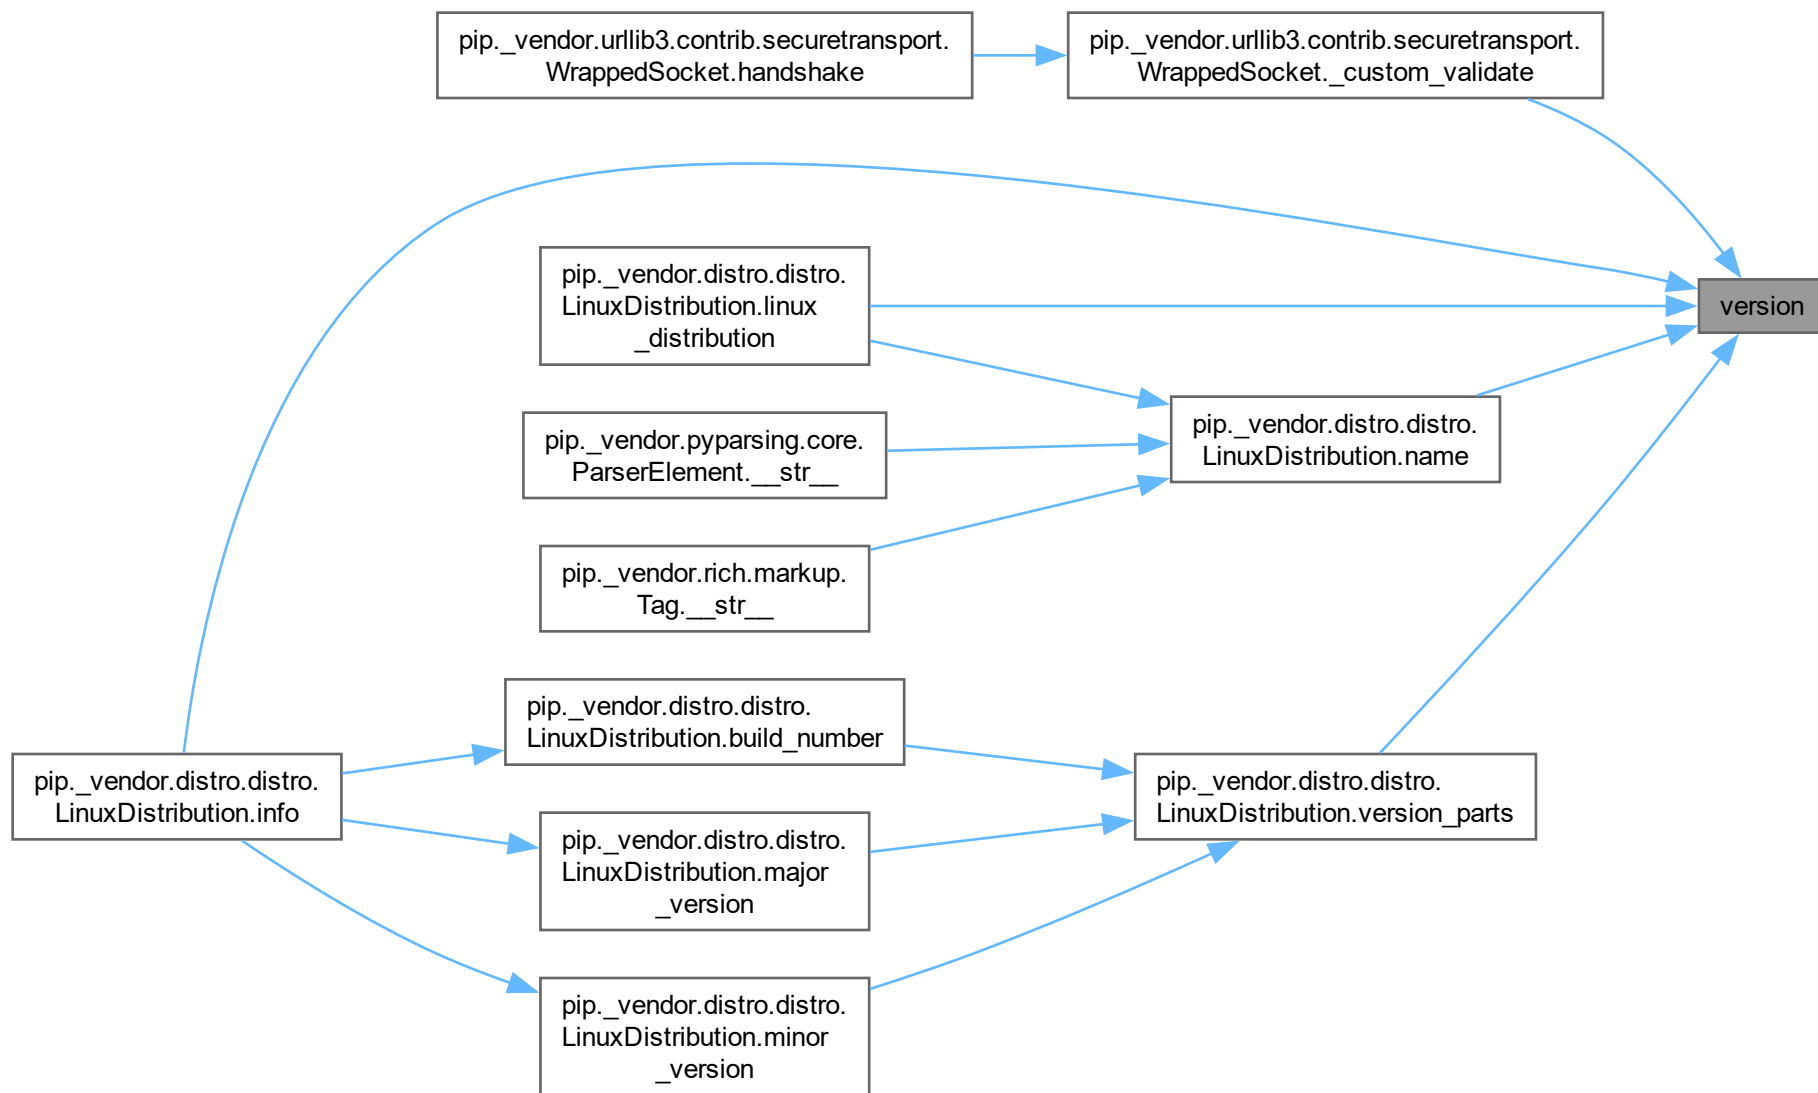 pip._vendor.urllib3.contrib.securetransport.
WrappedSocket.handshake
pip._vendor.urllib3.contrib.securetransport.
WrappedSocket._custom_validate
pip._vendor.distro.distro.
LinuxDistribution.linux
_distribution
version
pip._vendor.distro.distro.
LinuxDistribution.name
pip._vendor.pyparsing.core.
ParserElement.__str__
pip._vendor.rich.markup.
Tag.__str__
pip._vendor.distro.distro.
LinuxDistribution.build_number
pip._vendor.distro.distro.
LinuxDistribution.info
pip._vendor.distro.distro.
LinuxDistribution.version_parts
pip._vendor.distro.distro.
LinuxDistribution.major
_version
pip._vendor.distro.distro.
LinuxDistribution.minor
_version